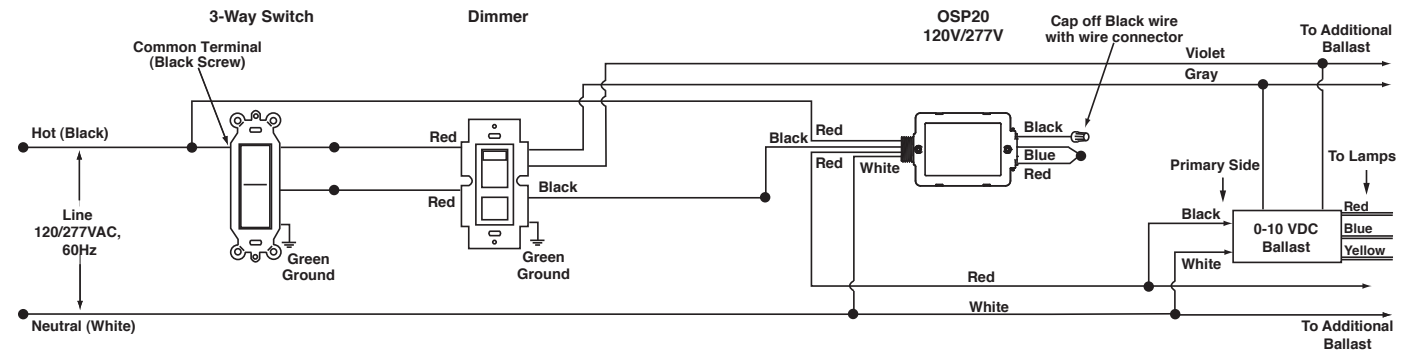 3-Way Switch
Dimmer
OSP20
120V/277V
Cap off Black wire
with wire connector
To Additional
Ballast
Common Terminal
(Black Screw)
Violet
Gray
Hot (Black)
Red
Black
Red
Black
Blue
Red
Red
White
Primary Side
To Lamps
Line
120/277VAC,
60Hz
Red
Black
Green
Ground
Green
Ground
Black
White
0-10 VDC
Ballast
Red
Blue
Yellow
Red
White
Neutral (White)
To Additional
Ballast